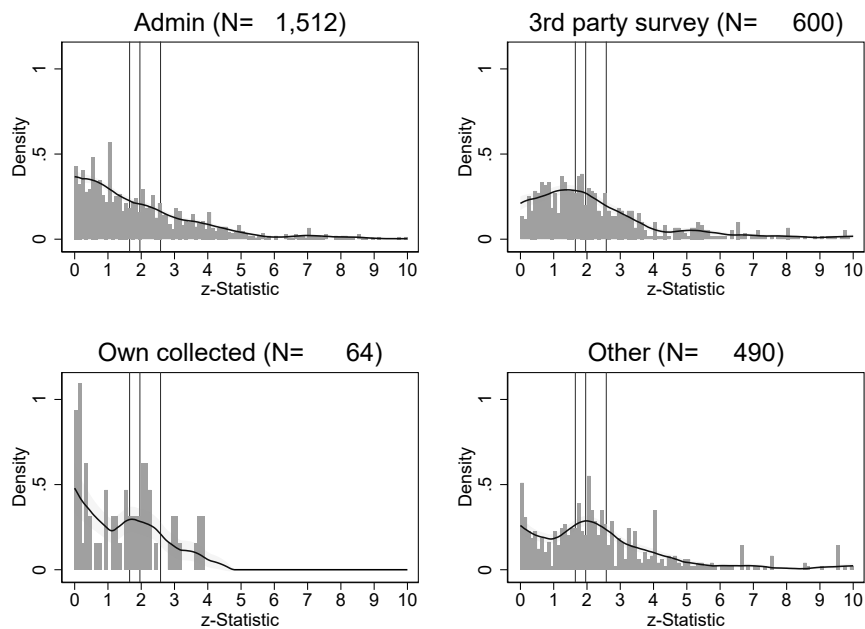 Admin (N= 1,512)
1
.5
0
Density
0 1 2 3 4 5 6 7 8 9 10
z-Statistic
3rd party survey (N= 600)
1
.5
0
Density
0 1 2 3 4 5 6 7 8 9 10
z-Statistic
Own collected (N= 64)
1
.5
0
Density
0 1 2 3 4 5 6 7 8 9 10
z-Statistic
Other (N= 490)
1
.5
0
Density
0 1 2 3 4 5 6 7 8 9 10
z-Statistic